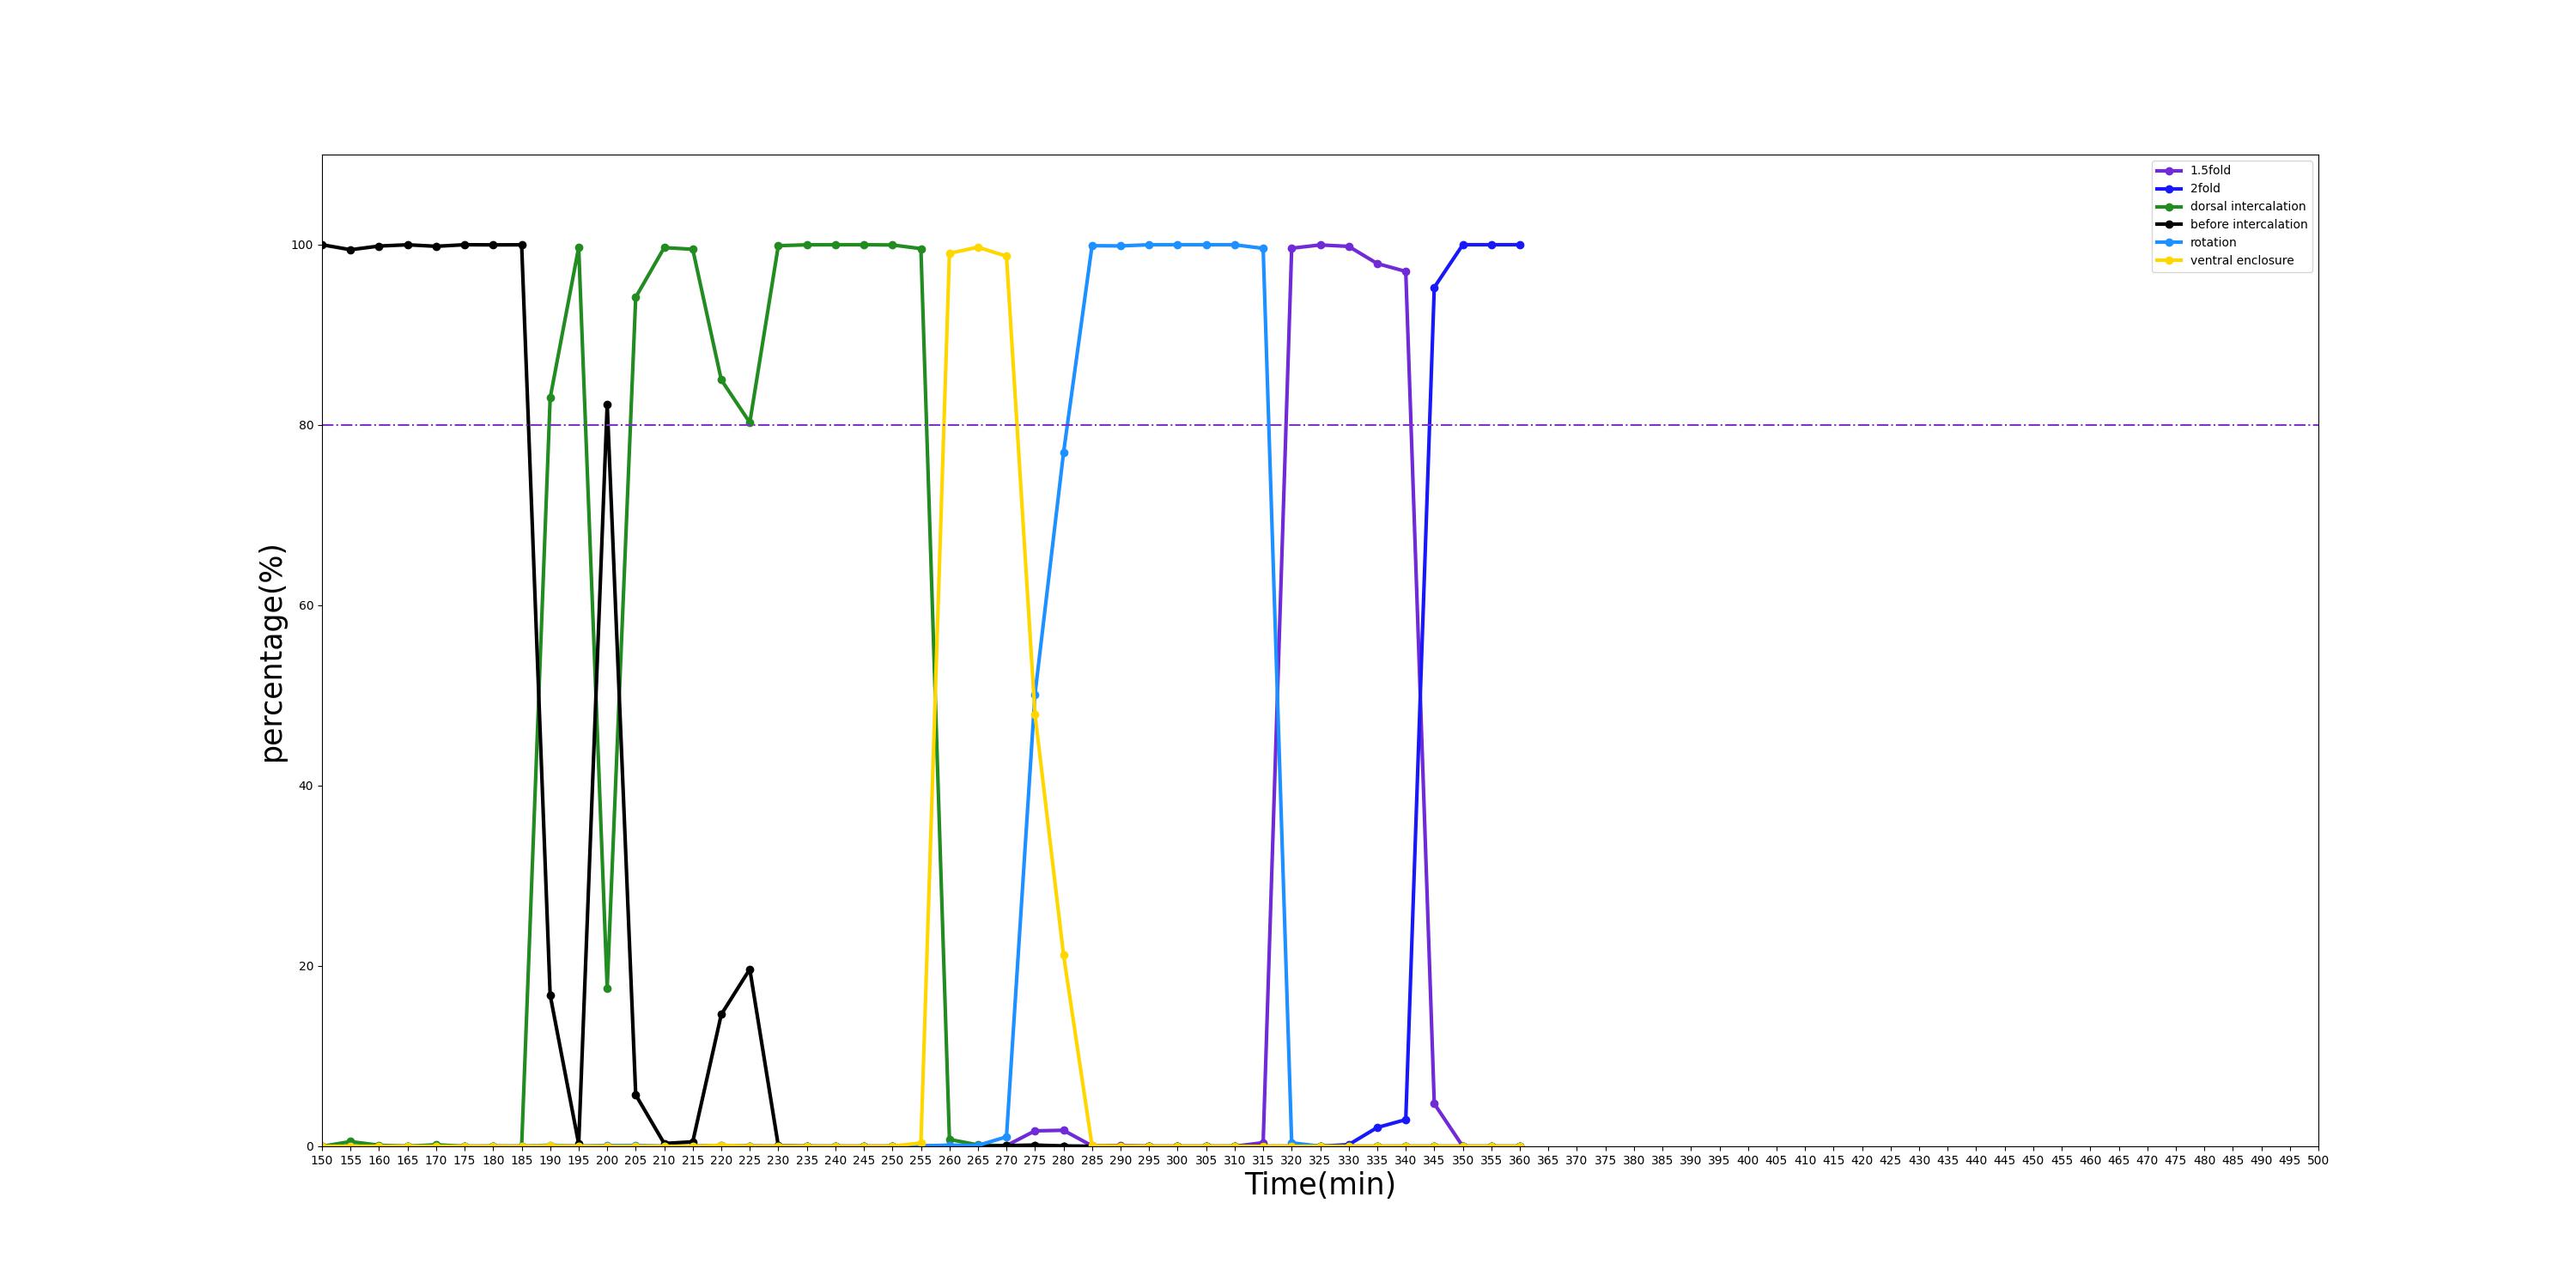 1.5fold
2fold
dorsal intercalation
before intercalation
rotation
ventral enclosure
percentage(%)
100
80
60
40
20
0
150 155 160 165 170 175 180 185 190 195 200 205 210 215 220 225 230 235 240 245 250 255 260 265 270 275 280 285 290 295 300 305 310 315 320 325 330 335 340 345 350 355 360 365 370 375 380 385 390 395 400 405 410 415 420 425 430 435 440 445 450 455 460 465 470 475 480 485 490 495 500
Time(min)